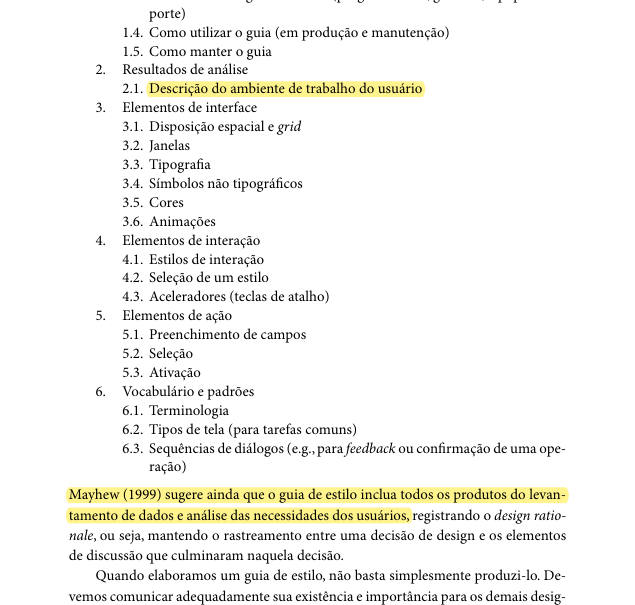 porte)
1.4. Como utilizar o guia (em produção e manutenção)
1.5. Como manter o guia
2. Resultados de análise
2.1. Descrição do ambiente de trabalho do usuário
3. Elementos de interface
3.1. Disposição espacial e grid
3.2. Janelas
3.3. Tipografia
3.4. Símbolos não tipográficos
3.5. Cores
3.6. Animações
4. Elementos de interação
4.1. Estilos de interação
4.2. Seleção de um estilo
4.3. Aceleradores (teclas de atalho)
5. Elementos de ação
5.1. Preenchimento de campos
5.2. Seleção
5.3. Ativação
6. Vocabulário e padrões
6.1. Terminologia
6.2. Tipos de tela (para tarefas comuns)
6.3. Sequências de diálogos (e.g., para feedback ou confirmação de uma ope-
ração)
Mayhew (1999) sugere ainda que o guia de estilo inclua todos os produtos do levan-
tamento de dados e análise das necessidades dos usuários, registrando o design ratio-
nale, ou seja, mantendo o rastreamento entre uma decisão de design e os elementos
de discussão que culminaram naquela decisão.
Quando elaboramos um guia de estilo, não basta simplesmente produzi-lo. De-
vemos comunicar adequadamente sua existência e importância para os demais desig-